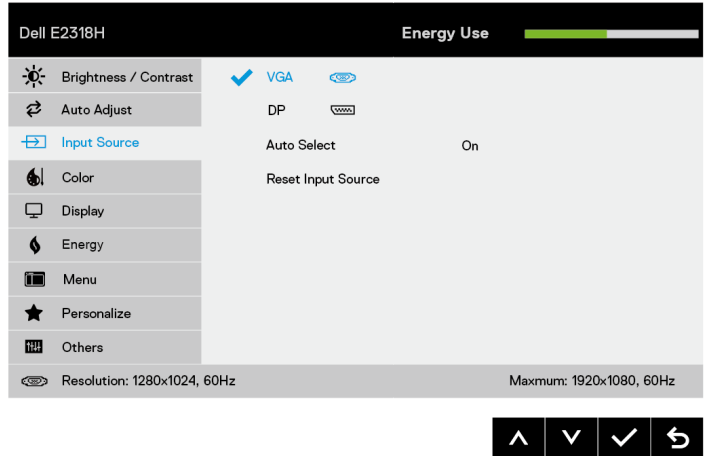 Dell E2318H Energy Use
Brightness / Contrast VGA
Auto Adjust DP
Input Source Auto Select On
Color Reset Input Source
Display
Energy
Menu
Personalize
Others
Resolution: 1280x1024, 60Hz Maxmum: 1920x1080, 60Hz